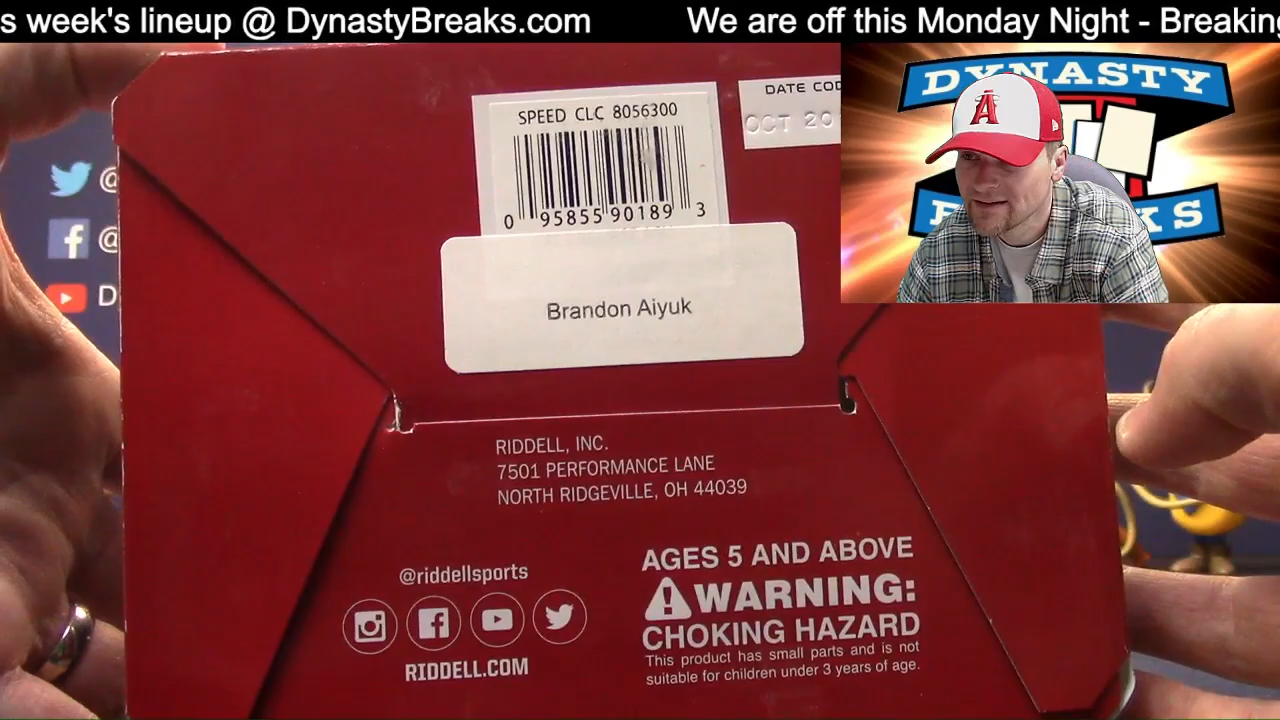 s week's lineup @ DynastyBreaks.com
We are off this Monday Night - Breaking
DYNASTY
SPEED CLC 8056300
DATE COD
OCT 20
0 95855 90189 3
@
@
D
Brandon Aiyuk
RIDDELL, INC.
7501 PERFORMANCE LANE
NORTH RIDGEVILLE, OH 44039
@riddellsports
RIDDELL.COM
AGES 5 AND ABOVE
WARNING:
CHOKING HAZARD
This product has small parts and is not
suitable for children under 3 years of age.